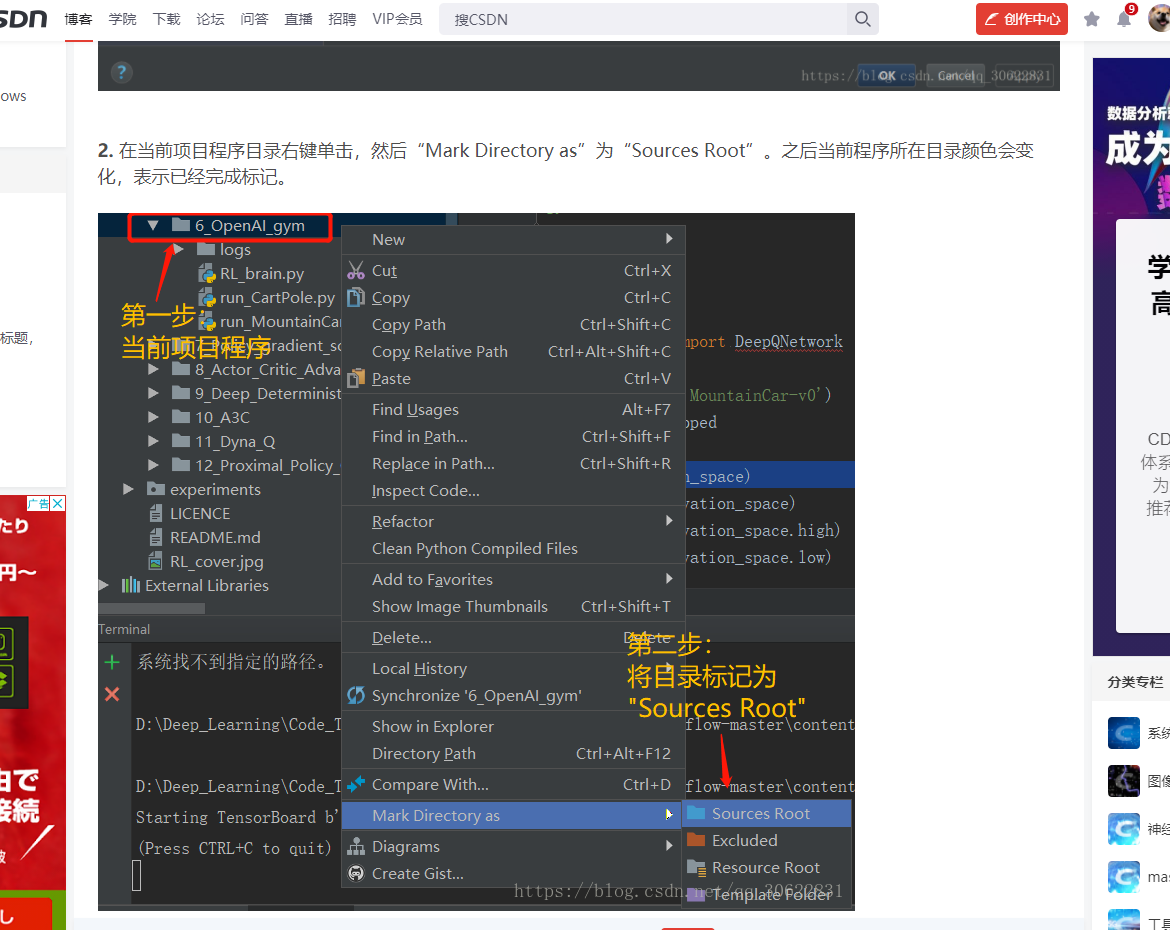 博客 学院 下载 论坛 问答 直播 招聘 VIP会员 搜CSDN 创作中心 9
ows
? OK Cancel
2. 在当前项目程序目录右键单击，然后“Mark Directory as”为“Sources Root”。之后当前程序所在目录颜色会变
化，表示已经完成标记。
6_OpenAI_gym
logs
RL_brain.py
run_CartPole.py
run_MountainCar
第一步：
当前项目程序
8_Actor_Critic_Adva
9_Deep_Determinist
10_A3C
11_Dyna_Q
12_Proximal_Policy_
experiments
LICENCE
README.md
RL_cover.jpg
External Libraries
New
Cut Ctrl+X
Copy Ctrl+C
Copy Path Ctrl+Shift+C
Copy Relative Path Ctrl+Alt+Shift+C
Paste Ctrl+V
Find Usages Alt+F7
Find in Path... Ctrl+Shift+F
Replace in Path... Ctrl+Shift+R
Inspect Code...
Refactor
Clean Python Compiled Files
Add to Favorites
Show Image Thumbnails Ctrl+Shift+T
Delete... Delete
Local History
Synchronize '6_OpenAI_gym'
Show in Explorer
Directory Path Ctrl+Alt+F12
Compare With... Ctrl+D
Mark Directory as
Diagrams
Create Gist...
mport DeepQNetwork
MountainCar-v0')
pped
n_space)
vation_space)
vation_space.high)
vation_space.low)
第二步：
将目录标记为
"Sources Root"
Sources Root
Excluded
Resource Root
Template Folder
Terminal
系统找不到指定的路径。
D:\Deep_Learning\Code_T flow-master\content
D:\Deep_Learning\Code_T flow-master\content
Starting TensorBoard b'
(Press CTRL+C to quit)
https://blog.csdn.net/qq_30622831
标题，
广告
たり
円～
接続
し
数据分析
成为
学
高
CD
体系
为
推荐
分类专栏
系统
图像
神经
mas
工具